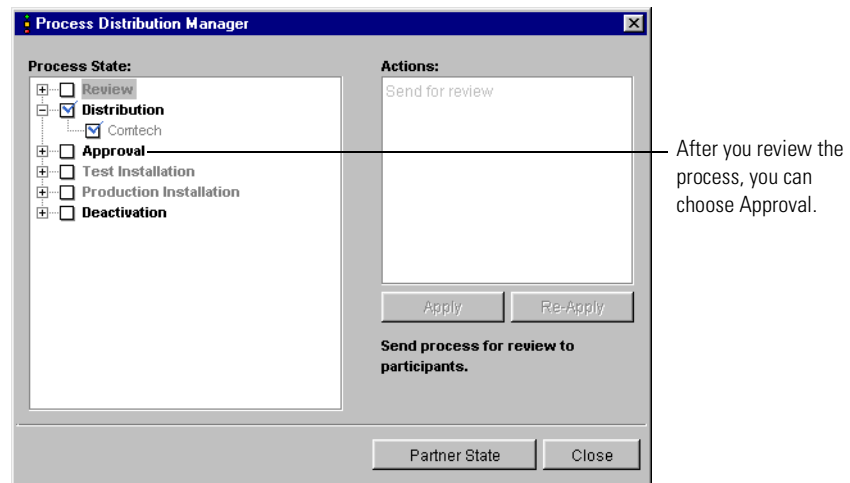 Process Distribution Manager
Process State:
Review
Distribution
Comtech
Approval
Test Installation
Production Installation
Deactivation
Actions:
Send for review
Apply
Re-Apply
Send process for review to
participants.
Partner State
Close
After you review the
process, you can
choose Approval.